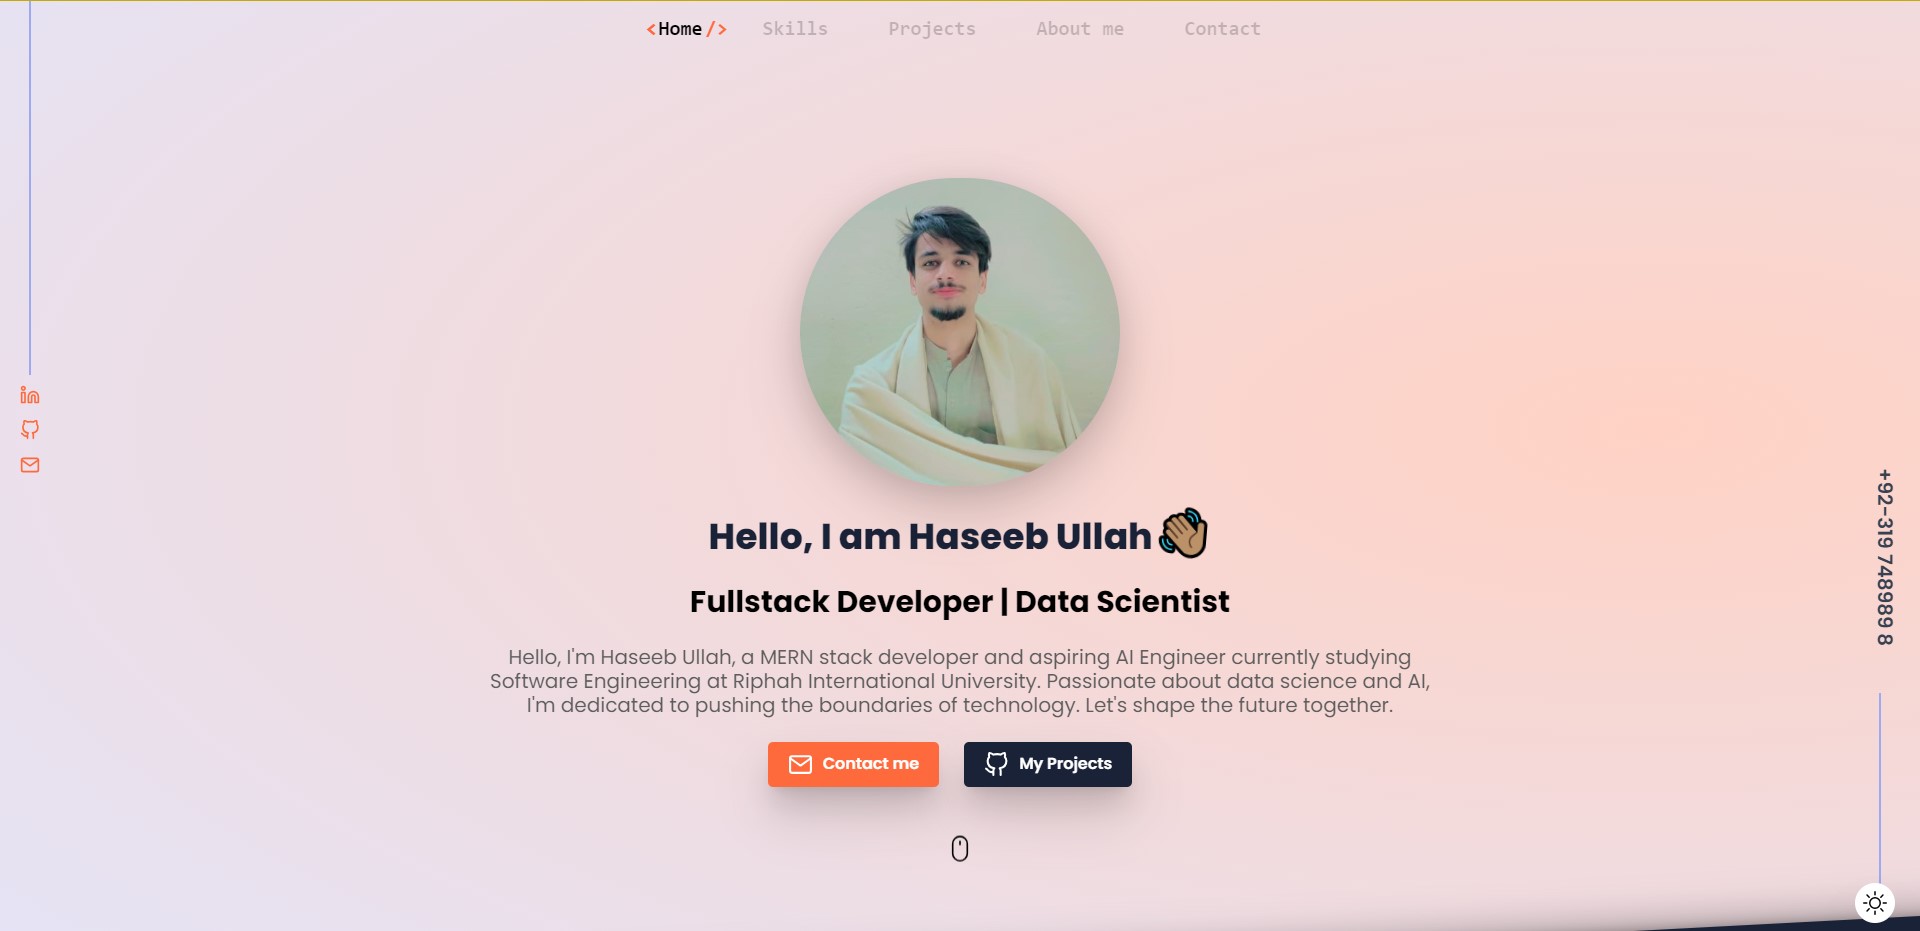 <Home/> Skills Projects About me Contact
Hello, I am Haseeb Ullah
Fullstack Developer | Data Scientist
Hello, I'm Haseeb Ullah, a MERN stack developer and aspiring AI Engineer currently studying
Software Engineering at Riphah International University. Passionate about data science and AI,
I'm dedicated to pushing the boundaries of technology. Let's shape the future together.
Contact me My Projects
+92-319 748989 8